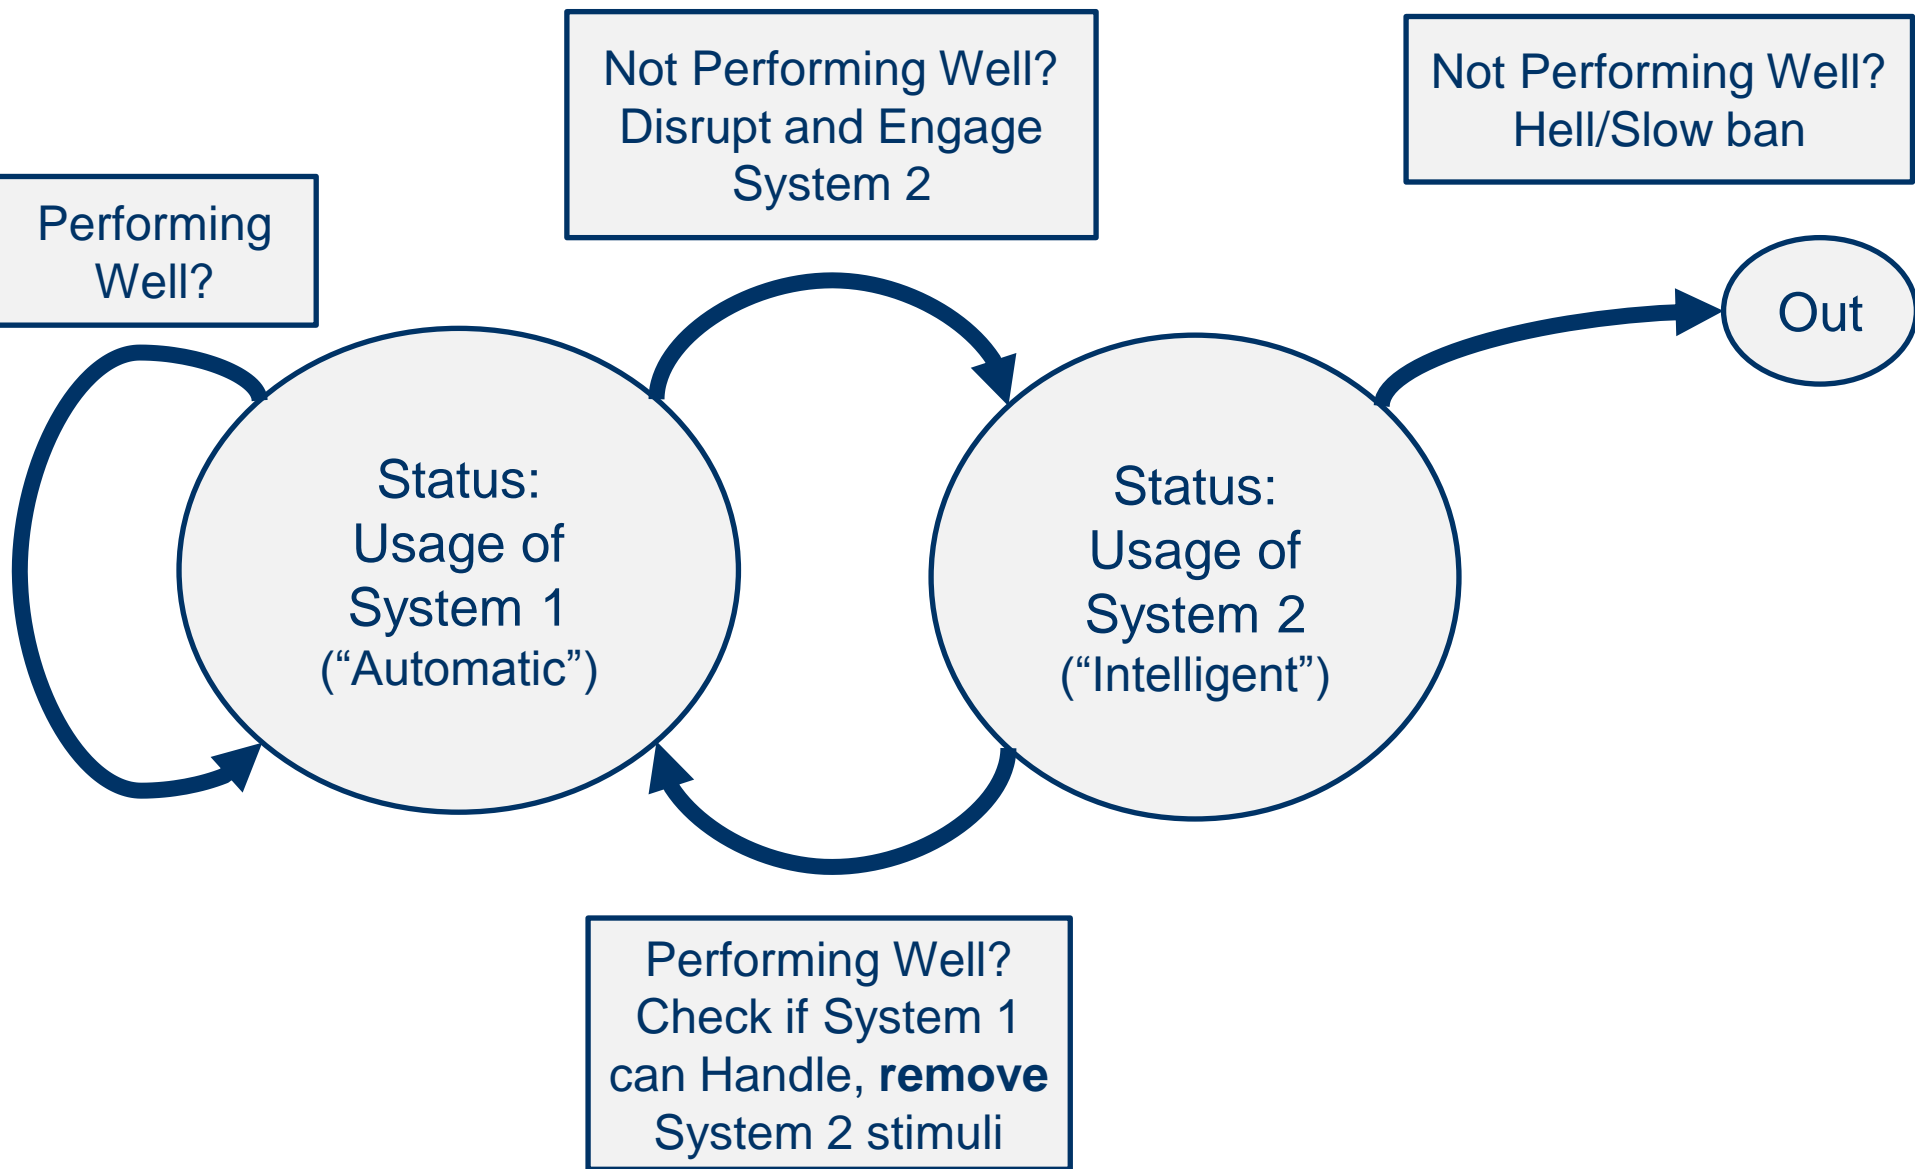 Not Performing Well?
Disrupt and Engage
System 2
Not Performing Well?
Hell/Slow ban
Performing
Well?
Out
Status:
Usage of
System 1
(“Automatic”)
Status:
Usage of
System 2
(“Intelligent”)
Performing Well?
Check if System 1
can Handle, remove
System 2 stimuli